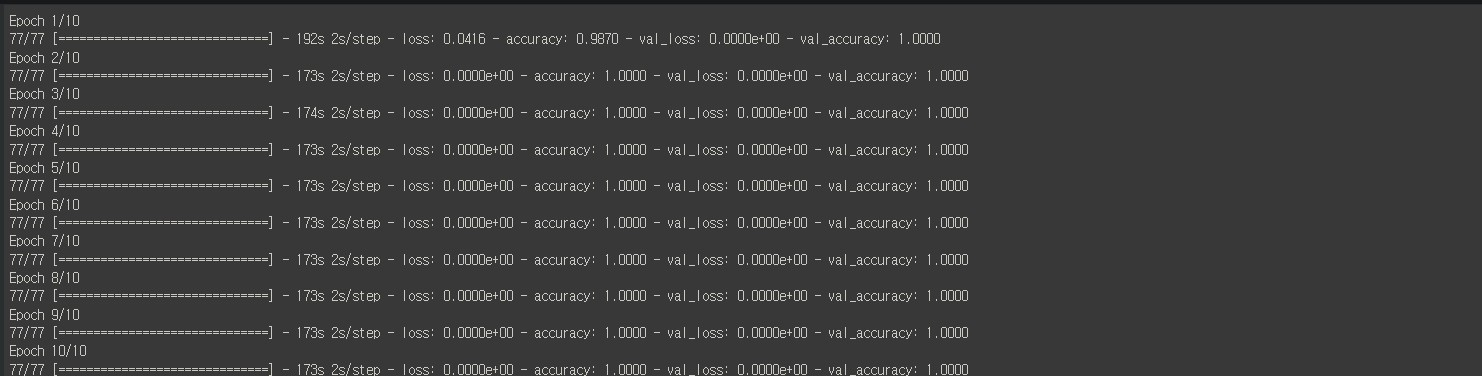 Epoch 1/10
77/77 [==============================] - 192s 2s/step - loss: 0.0416 - accuracy: 0.9870 - val_loss: 0.0000e+00 - val_accuracy: 1.0000
Epoch 2/10
77/77 [==============================] - 173s 2s/step - loss: 0.0000e+00 - accuracy: 1.0000 - val_loss: 0.0000e+00 - val_accuracy: 1.0000
Epoch 3/10
77/77 [==============================] - 174s 2s/step - loss: 0.0000e+00 - accuracy: 1.0000 - val_loss: 0.0000e+00 - val_accuracy: 1.0000
Epoch 4/10
77/77 [==============================] - 173s 2s/step - loss: 0.0000e+00 - accuracy: 1.0000 - val_loss: 0.0000e+00 - val_accuracy: 1.0000
Epoch 5/10
77/77 [==============================] - 173s 2s/step - loss: 0.0000e+00 - accuracy: 1.0000 - val_loss: 0.0000e+00 - val_accuracy: 1.0000
Epoch 6/10
77/77 [==============================] - 173s 2s/step - loss: 0.0000e+00 - accuracy: 1.0000 - val_loss: 0.0000e+00 - val_accuracy: 1.0000
Epoch 7/10
77/77 [==============================] - 173s 2s/step - loss: 0.0000e+00 - accuracy: 1.0000 - val_loss: 0.0000e+00 - val_accuracy: 1.0000
Epoch 8/10
77/77 [==============================] - 173s 2s/step - loss: 0.0000e+00 - accuracy: 1.0000 - val_loss: 0.0000e+00 - val_accuracy: 1.0000
Epoch 9/10
77/77 [==============================] - 173s 2s/step - loss: 0.0000e+00 - accuracy: 1.0000 - val_loss: 0.0000e+00 - val_accuracy: 1.0000
Epoch 10/10
77/77 [==============================] - 173s 2s/step - loss: 0.0000e+00 - accuracy: 1.0000 - val_loss: 0.0000e+00 - val_accuracy: 1.0000